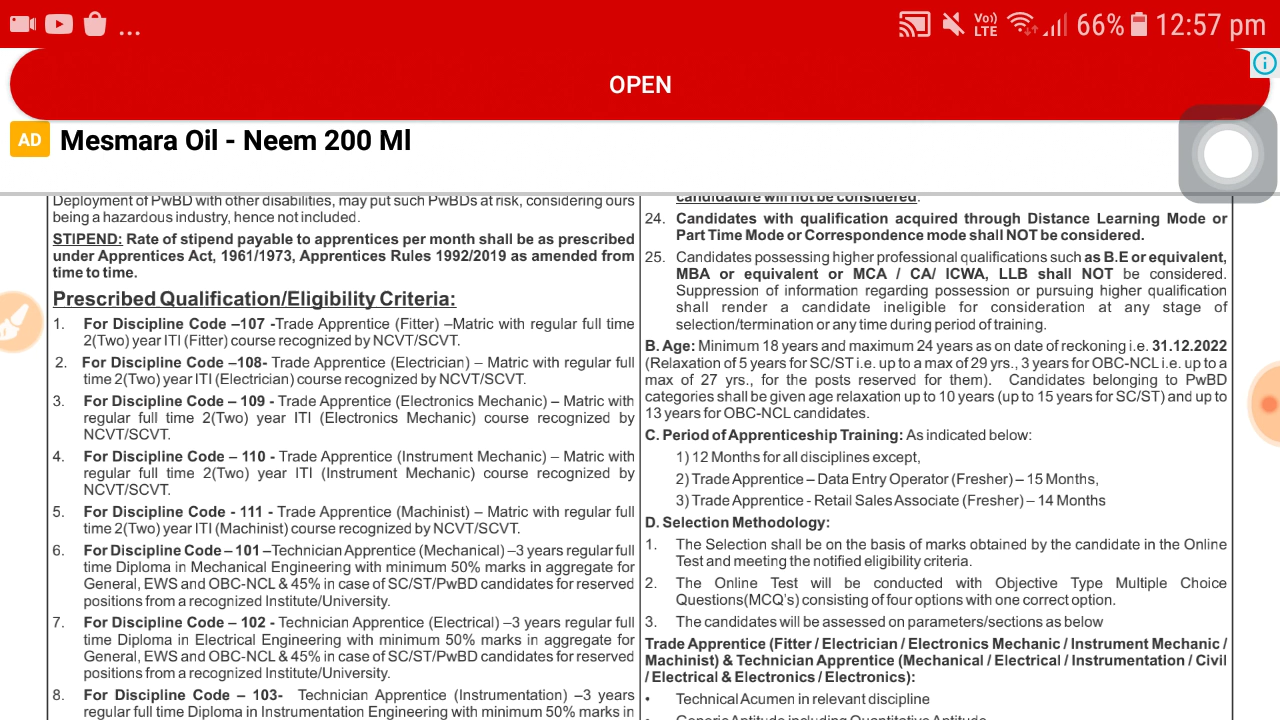 ... VoLTE 66% 12:57 pm
OPEN
AD Mesmara Oil - Neem 200 Ml
Deployment of PwBD with other disabilities, may put such PwBDs at risk, considering ours
being a hazardous industry, hence not included.
STIPEND: Rate of stipend payable to apprentices per month shall be as prescribed
under Apprentices Act, 1961/1973, Apprentices Rules 1992/2019 as amended from
time to time.
Prescribed Qualification/Eligibility Criteria:
1. For Discipline Code –107 -Trade Apprentice (Fitter) –Matric with regular full time
2(Two) year ITI (Fitter) course recognized by NCVT/SCVT.
2. For Discipline Code –108- Trade Apprentice (Electrician) – Matric with regular full
time 2(Two) year ITI (Electrician) course recognized by NCVT/SCVT.
3. For Discipline Code – 109 - Trade Apprentice (Electronics Mechanic) – Matric with
regular full time 2(Two) year ITI (Electronics Mechanic) course recognized by
NCVT/SCVT.
4. For Discipline Code – 110 - Trade Apprentice (Instrument Mechanic) – Matric with
regular full time 2(Two) year ITI (Instrument Mechanic) course recognized by
NCVT/SCVT.
5. For Discipline Code - 111 - Trade Apprentice (Machinist) – Matric with regular full
time 2(Two) year ITI (Machinist) course recognized by NCVT/SCVT.
6. For Discipline Code – 101 –Technician Apprentice (Mechanical) –3 years regular full
time Diploma in Mechanical Engineering with minimum 50% marks in aggregate for
General, EWS and OBC-NCL & 45% in case of SC/ST/PwBD candidates for reserved
positions from a recognized Institute/University.
7. For Discipline Code – 102 - Technician Apprentice (Electrical) –3 years regular full
time Diploma in Electrical Engineering with minimum 50% marks in aggregate for
General, EWS and OBC-NCL & 45% in case of SC/ST/PwBD candidates for reserved
positions from a recognized Institute/University.
8. For Discipline Code – 103- Technician Apprentice (Instrumentation) –3 years
regular full time Diploma in Instrumentation Engineering with minimum 50% marks in
candidature will not be considered.
24. Candidates with qualification acquired through Distance Learning Mode or
Part Time Mode or Correspondence mode shall NOT be considered.
25. Candidates possessing higher professional qualifications such as B.E or equivalent,
MBA or equivalent or MCA / CA/ ICWA, LLB shall NOT be considered.
Suppression of information regarding possession or pursuing higher qualification
shall render a candidate ineligible for consideration at any stage of
selection/termination or any time during period of training.
B. Age: Minimum 18 years and maximum 24 years as on date of reckoning i.e. 31.12.2022
(Relaxation of 5 years for SC/ST i.e. up to a max of 29 yrs., 3 years for OBC-NCL i.e. up to a
max of 27 yrs., for the posts reserved for them). Candidates belonging to PwBD
categories shall be given age relaxation up to 10 years (up to 15 years for SC/ST) and up to
13 years for OBC-NCL candidates.
C. Period of Apprenticeship Training: As indicated below:
1) 12 Months for all disciplines except,
2) Trade Apprentice – Data Entry Operator (Fresher) – 15 Months,
3) Trade Apprentice - Retail Sales Associate (Fresher) – 14 Months
D. Selection Methodology:
1. The Selection shall be on the basis of marks obtained by the candidate in the Online
Test and meeting the notified eligibility criteria.
2. The Online Test will be conducted with Objective Type Multiple Choice
Questions(MCQ's) consisting of four options with one correct option.
3. The candidates will be assessed on parameters/sections as below
Trade Apprentice (Fitter / Electrician / Electronics Mechanic / Instrument Mechanic /
Machinist) & Technician Apprentice (Mechanical / Electrical / Instrumentation / Civil
/ Electrical & Electronics / Electronics):
• Technical Acumen in relevant discipline
• Generic Aptitude including Quantitative Aptitude